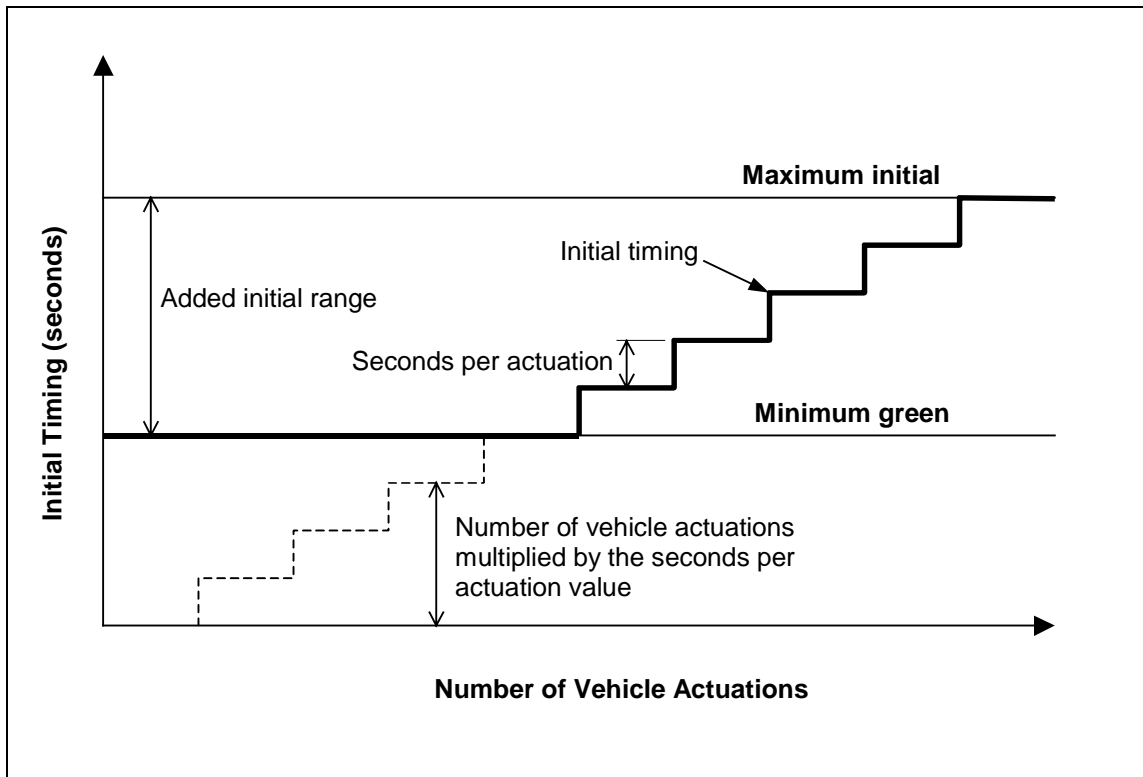 Maximum initial
Initial timing
Added initial range
Seconds per actuation
Minimum green
Initial Timing (seconds)
Number of vehicle actuations
multiplied by the seconds per
actuation value
Number of Vehicle Actuations